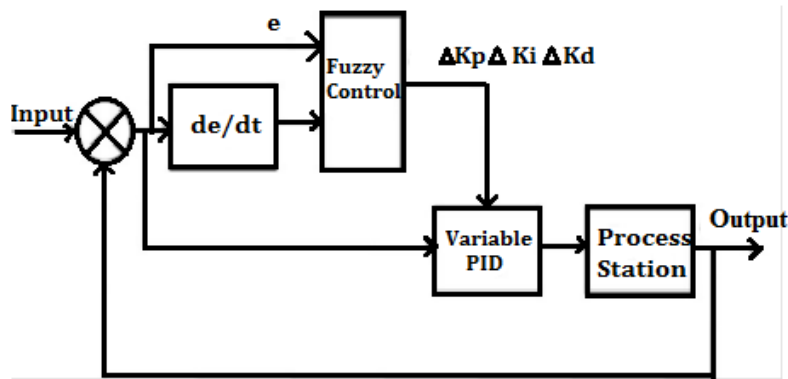 e
ΔKp Δ Ki ΔKd
Fuzzy
Control
Input
de/dt
Variable
PID
Process
Station
Output